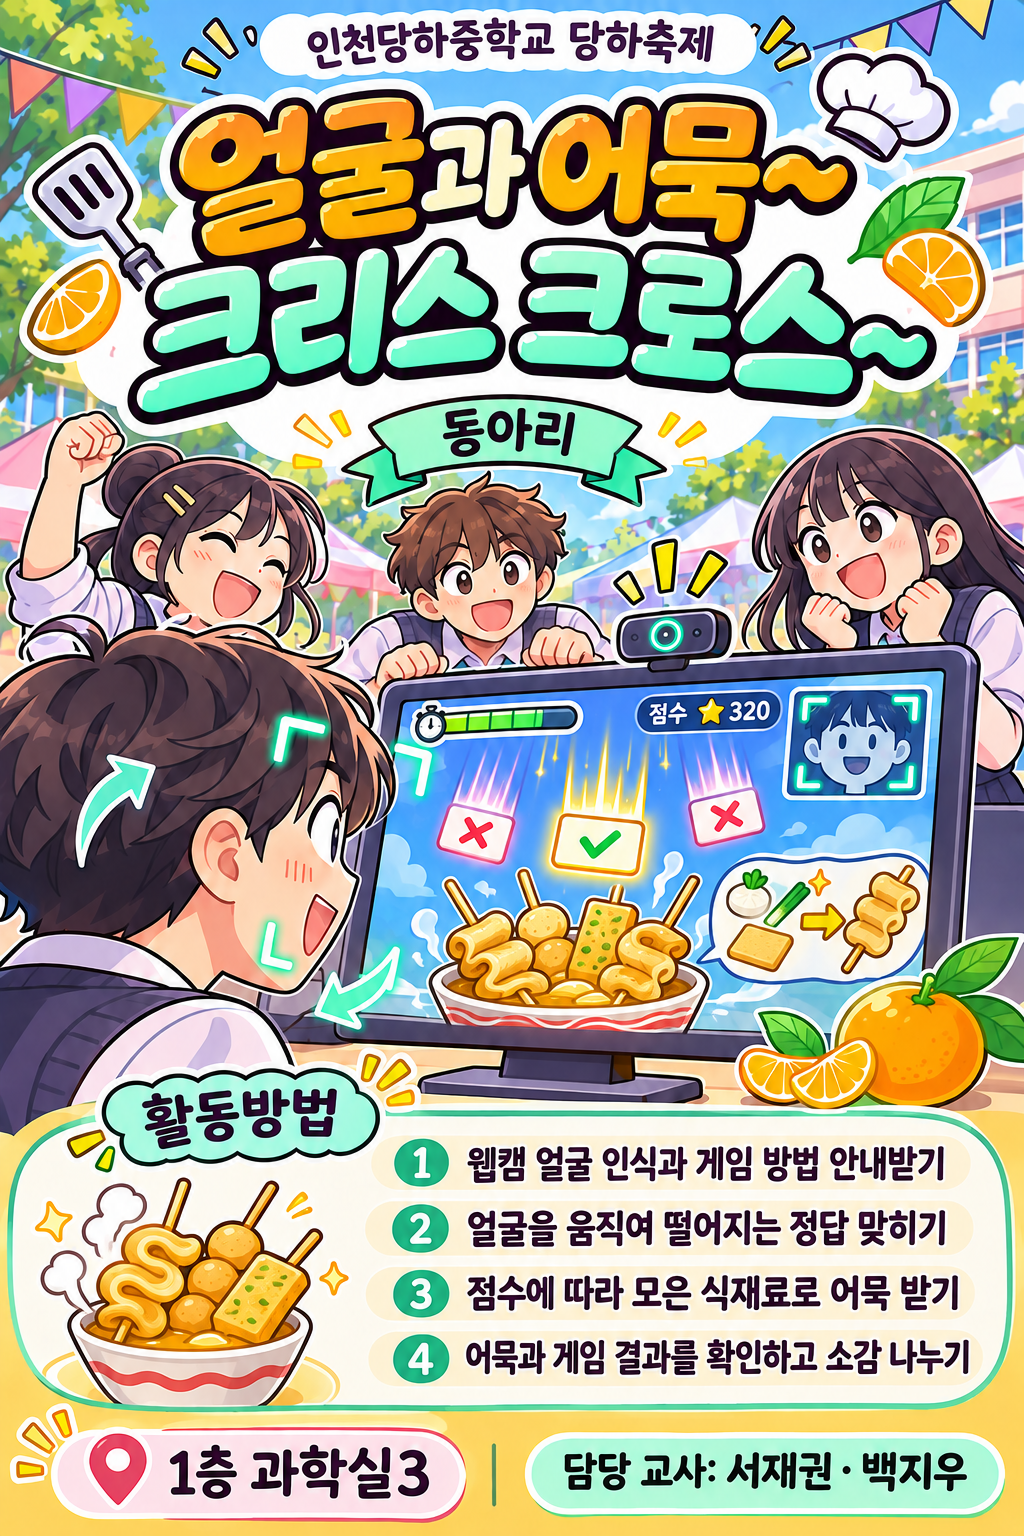 인천당하중학교 당하축제
얼굴과 어묵~
크리스 크로스~
동아리
점수 ⭐ 320
활동방법
1 웹캠 얼굴 인식과 게임 방법 안내받기
2 얼굴을 움직여 떨어지는 정답 맞히기
3 점수에 따라 모은 식재료로 어묵 받기
4 어묵과 게임 결과를 확인하고 소감 나누기
1층 과학실3
담당 교사: 서재권 · 백지우